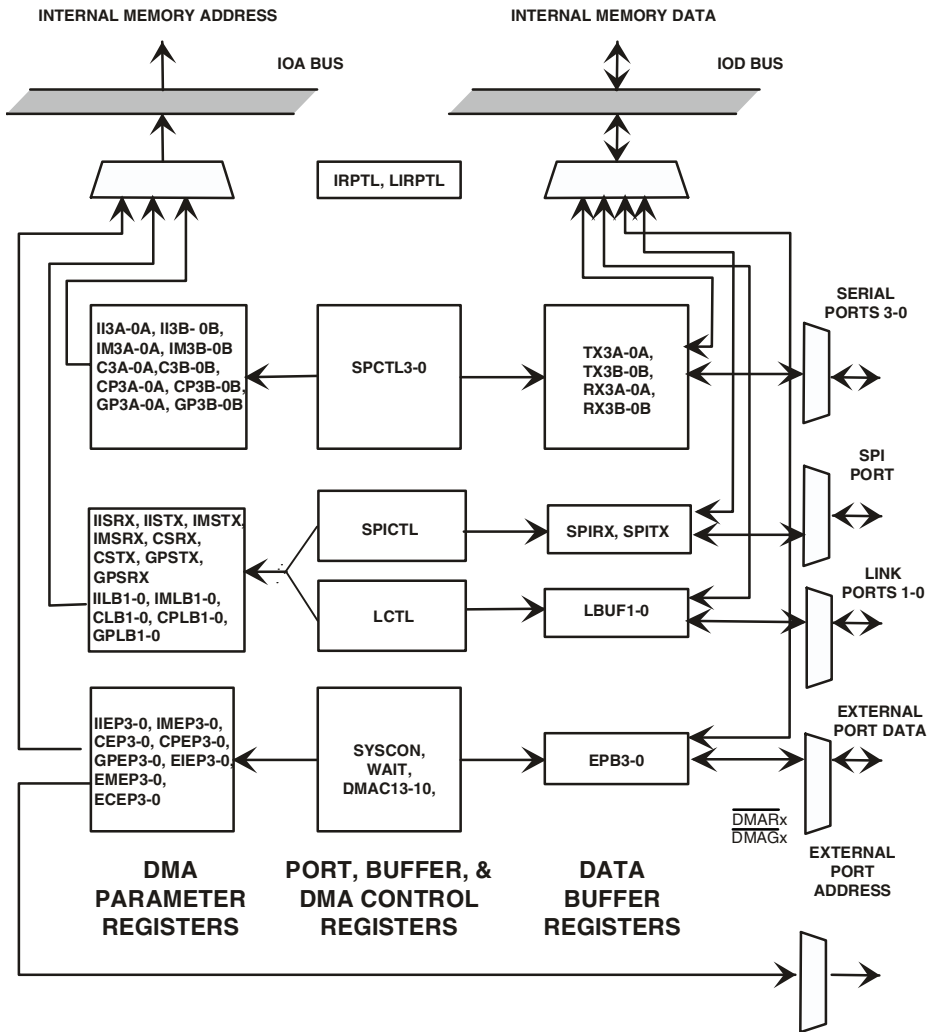 INTERNAL MEMORY ADDRESS
INTERNAL MEMORY DATA
IOA BUS
IOD BUS
IRPTL, LIRPTL
SERIAL
PORTS 3-0
II3A-0A, II3B- 0B,
IM3A-0A, IM3B-0B
C3A-0A,C3B-0B,
CP3A-0A, CP3B-0B,
GP3A-0A, GP3B-0B
SPCTL3-0
TX3A-0A,
TX3B-0B,
RX3A-0A,
RX3B-0B
SPI
PORT
IISRX, IISTX, IMSTX,
IMSRX, CSRX,
CSTX, GPSTX,
GPSRX
IILB1-0, IMLB1-0,
CLB1-0, CPLB1-0,
GPLB1-0
SPICTL
SPIRX, SPITX
LINK
PORTS 1-0
LCTL
LBUF1-0
IIEP3-0, IMEP3-0,
CEP3-0, CPEP3-0,
GPEP3-0, EIEP3-0,
EMEP3-0,
ECEP3-0
SYSCON,
WAIT,
DMAC13-10,
EPB3-0
EXTERNAL
PORT DATA
DMARx
DMAGx
EXTERNAL
PORT
ADDRESS
DMA
PARAMETER
REGISTERS
PORT, BUFFER, &
DMA CONTROL
REGISTERS
DATA
BUFFER
REGISTERS